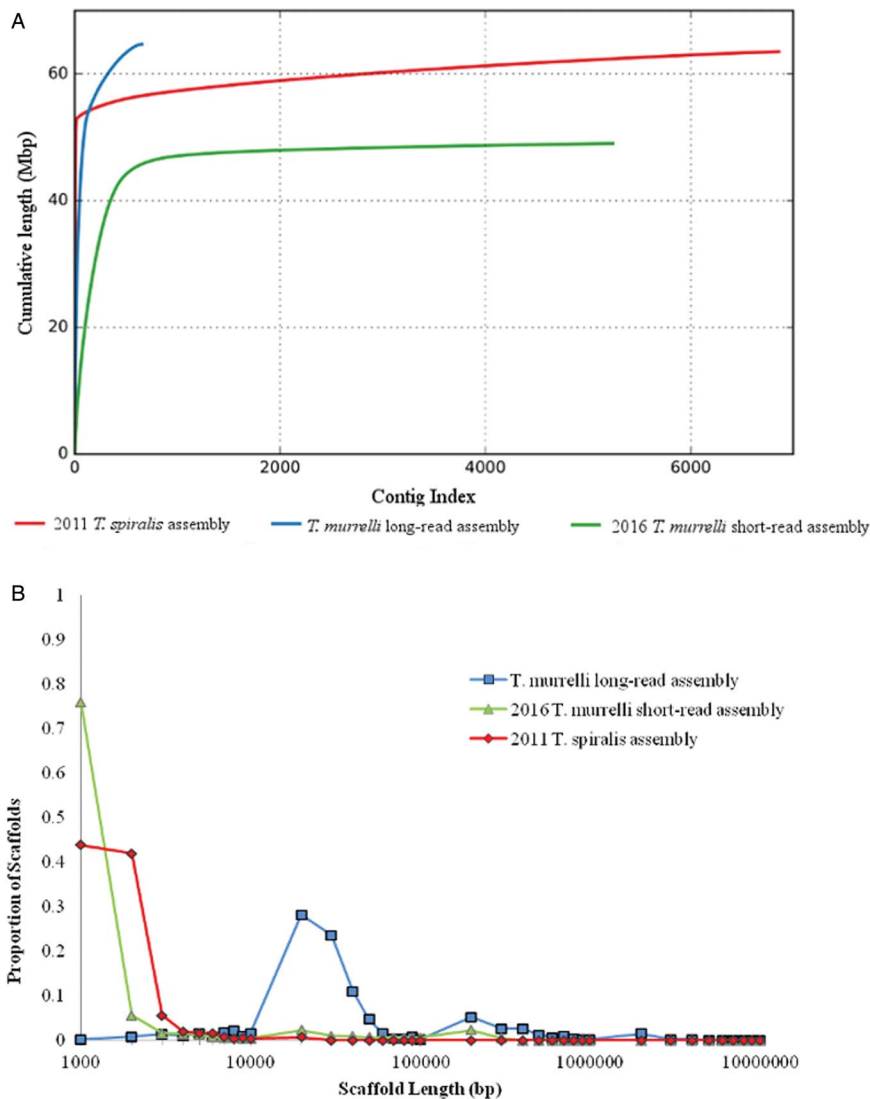 A
Cumulative length (Mbp)
60
40
20
0
0 2000 4000 6000
Contig Index
2011 T. spiralis assembly T. murrelli long-read assembly 2016 T. murrelli short-read assembly
B
Proportion of Scaffolds
1
0.9
0.8
0.7
0.6
0.5
0.4
0.3
0.2
0.1
0
T. murrelli long-read assembly
2016 T. murrelli short-read assembly
2011 T. spiralis assembly
1000 10000 100000 1000000 10000000
Scaffold Length (bp)